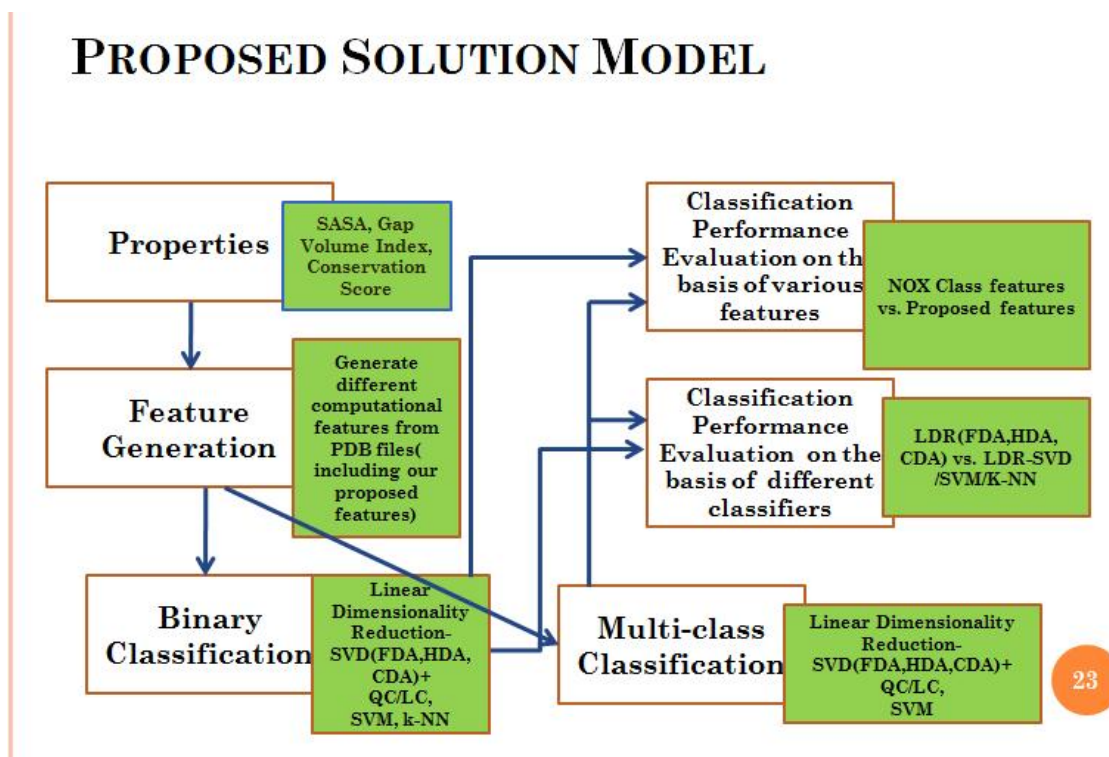 PROPOSED SOLUTION MODEL
Properties
SASA, Gap
Volume Index,
Conservation
Score
Feature
Generation
Generate
different
computational
features from
PDB files(
including our
proposed
features)
Binary
Classification
Linear
Dimensionality
Reduction-
SVD(FDA,HDA,
CDA)+
QC/LC,
SVM, k-NN
Classification
Performance
Evaluation on the
basis of various
features
NOX Class features
vs. Proposed features
Classification
Performance
Evaluation on the
basis of different
classifiers
LDR(FDA,HDA,
CDA) vs. LDR-SVD
/SVM/K-NN
Multi-class
Classification
Linear Dimensionality
Reduction-
SVD(FDA,HDA,CDA)+
QC/LC,
SVM
23